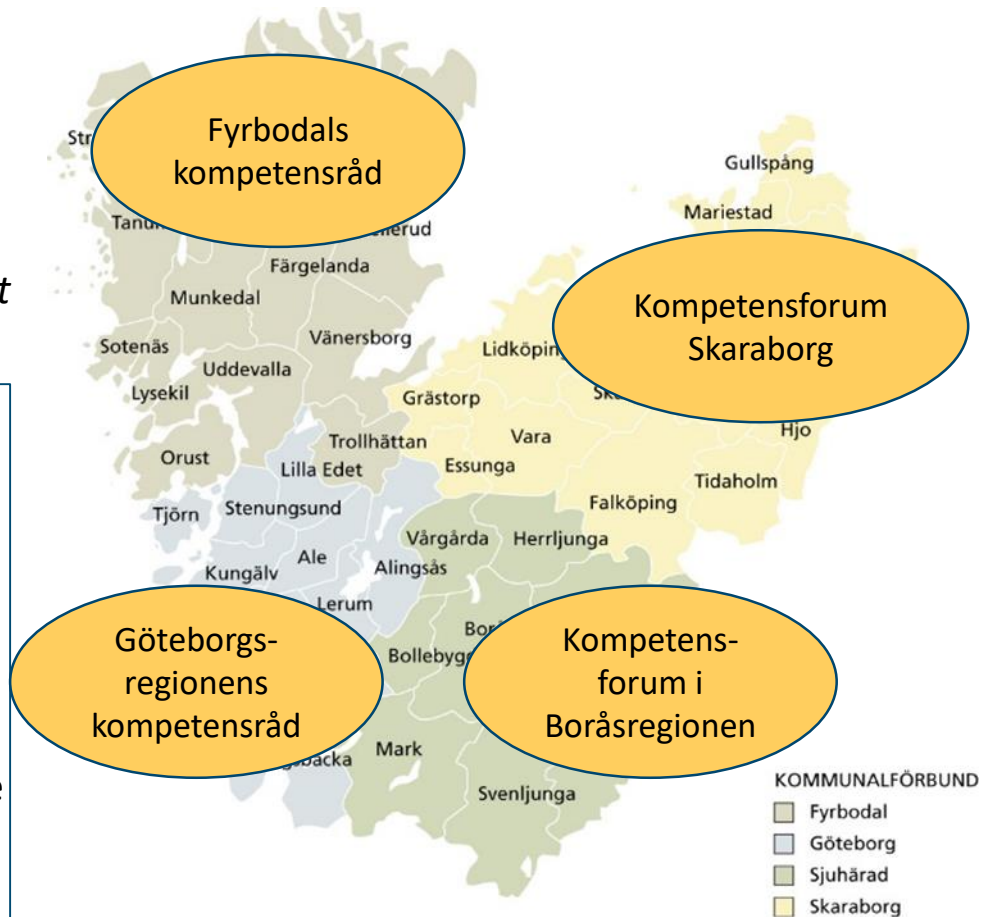 Fyrbodals
kompetensråd
Gullspång
Mariestad
Färgelanda
Munkedal
Kompetensforum
Skaraborg
Vänersborg
Sotenäs
Lidköping
Uddevalla
Lysekil
Grästorp
Hjo
Trollhättan
Vara
Orust
Lilla Edet
Essunga
Tidaholm
Falköping
Tjörn
Stenungsund
Vårgårda
Herrljunga
Ale
Alingsås
Kungälv
Lerum
Göteborgs-
regionens
kompetensråd
Bollebyg
Kompetens-
forum i
Boråsregionen
Mark
Svenljunga
KOMMUNALFÖRBUND
Fyrbodal
Göteborg
Sjuhärad
Skaraborg